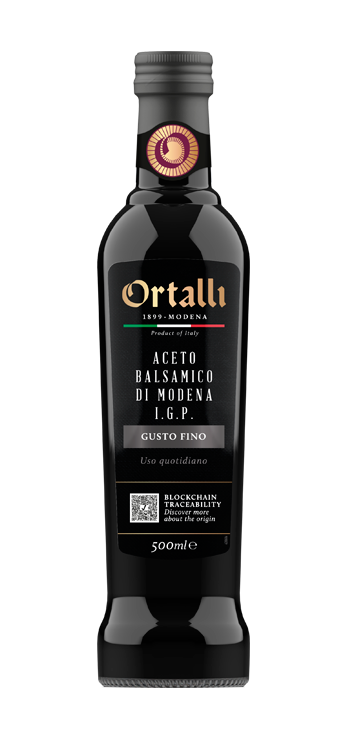 Ortalli
1899-MODENA
Product of Italy
ACETO
BALSAMICO
DI MODENA
I.G.P.
GUSTO FINO
Uso quotidiano
BLOCKCHAIN
TRACEABILITY
Discover more
about the origin
500ml ℮